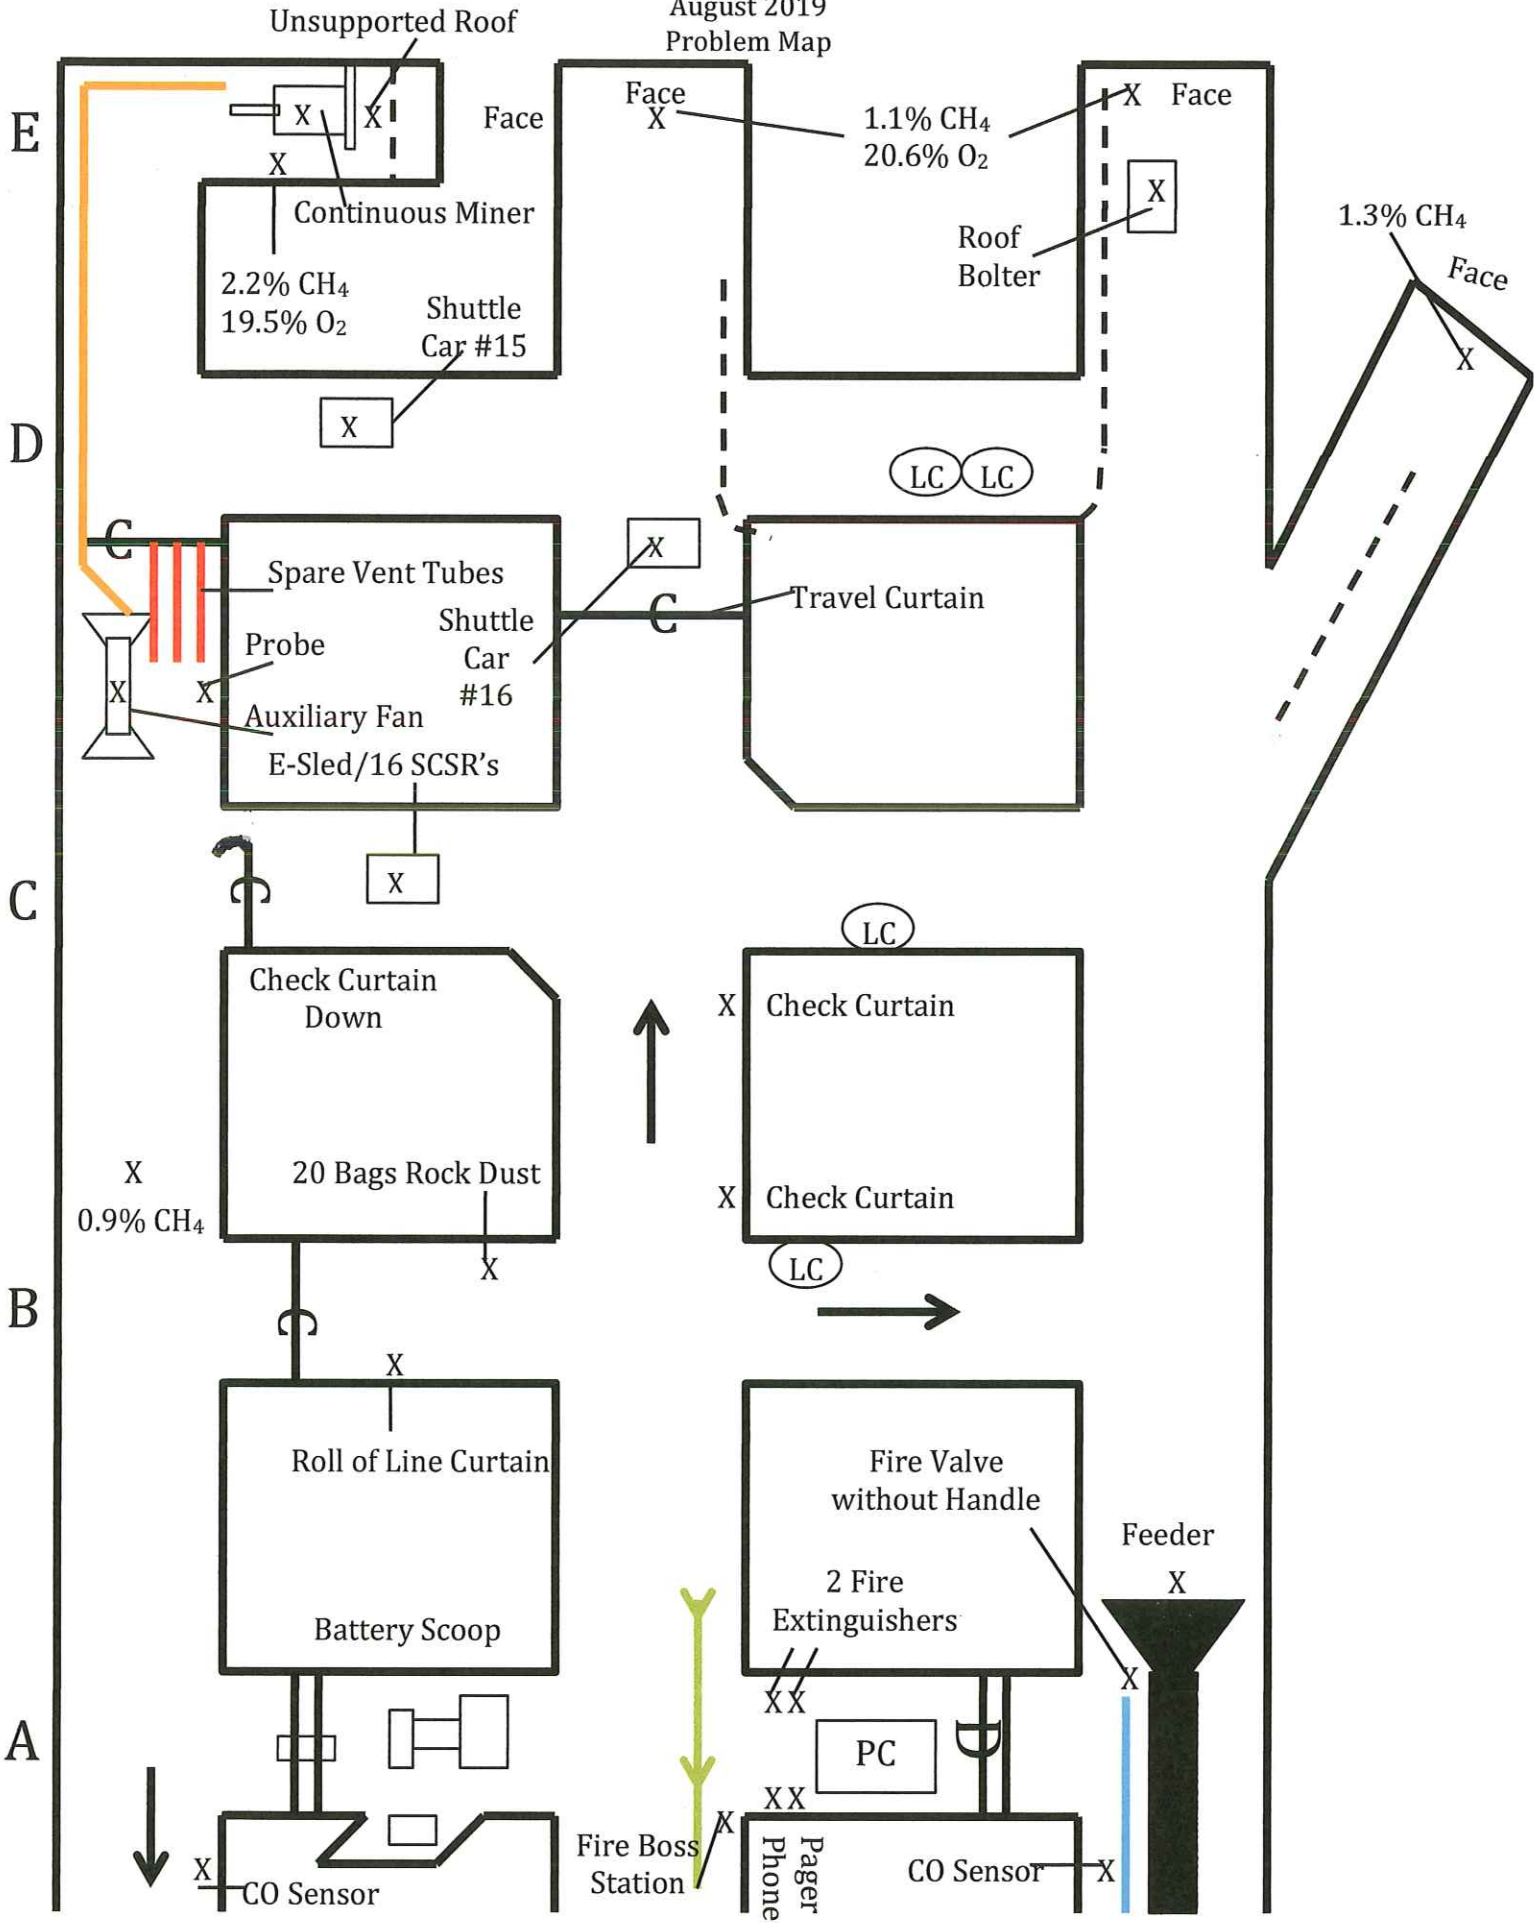 August 2019
Problem Map
Unsupported Roof
E
X
X
X
Face
Face
X
1.1% CH₄
20.6% O₂
X
Face
X
Continuous Miner
2.2% CH₄
19.5% O₂
Shuttle
Car #15
Roof
Bolter
1.3% CH₄
Face
X
D
X
LC
LC
C
Spare Vent Tubes
X
Shuttle
Car
#16
C
Travel Curtain
Probe
X
X
Auxiliary Fan
E-Sled/16 SCSR's
X
C
C
LC
Check Curtain
Down
X
Check Curtain
X
0.9% CH₄
20 Bags Rock Dust
X
X
Check Curtain
LC
B
C
X
Roll of Line Curtain
Fire Valve
without Handle
Feeder
X
2 Fire
Extinguishers
Battery Scoop
X
XX
A
PC
D
XX
X
Fire Boss
Station
Pager
Phone
CO Sensor
X
X
CO Sensor